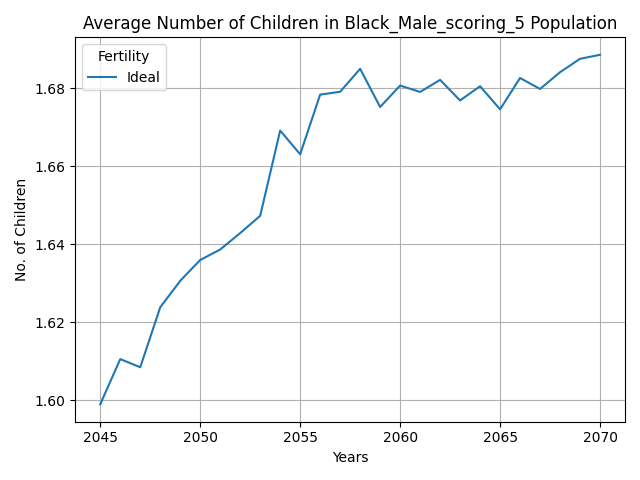 Average Number of Children in Black_Male_scoring_5 Population
Fertility
Ideal
No. of Children
1.68
1.66
1.64
1.62
1.60
2045 2050 2055 2060 2065 2070
Years